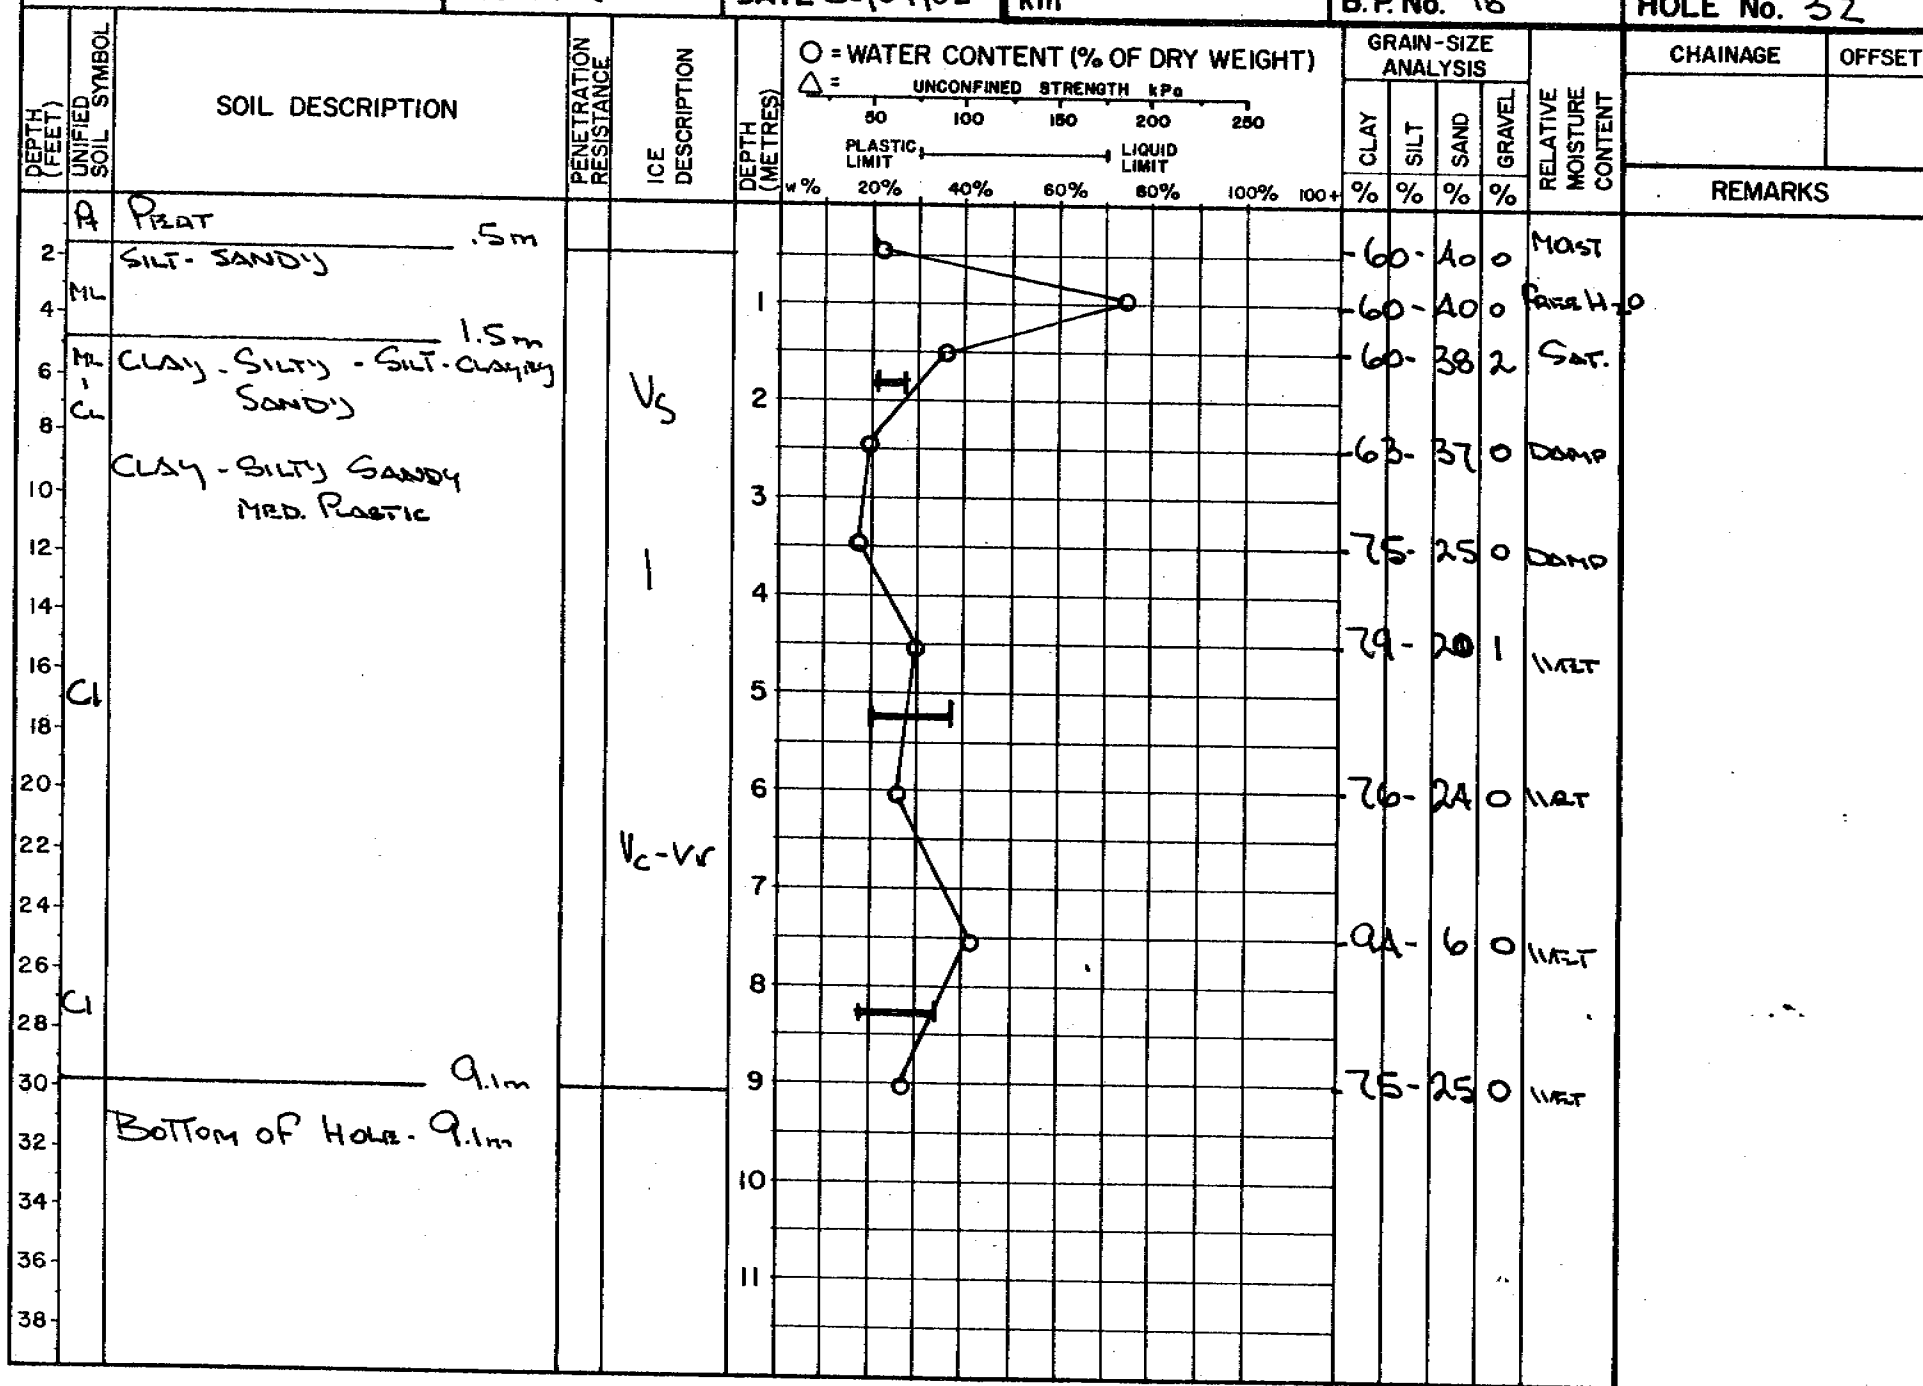 B.P. No. 18
HOLE No. 32
DEPTH (FEET)
UNIFIED SOIL SYMBOL
SOIL DESCRIPTION
PENETRATION RESISTANCE
ICE DESCRIPTION
DEPTH (METRES)
O = WATER CONTENT (% OF DRY WEIGHT)
△ = UNCONFINED STRENGTH kPa
50 100 150 200 250
PLASTIC LIMIT
LIQUID LIMIT
w% 20% 40% 60% 80% 100% 100+
GRAIN-SIZE ANALYSIS
CLAY SILT SAND GRAVEL
% % % %
RELATIVE MOISTURE CONTENT
CHAINAGE
OFFSET
REMARKS
Pt PEAT .5m
SILT - SANDY
ML
1.5m
ML - CL
CLAY - SILTY - SILT - CLAYEY
SANDY
CLAY - SILTY SANDY
MED. PLASTIC
CI
CI
9.1m
BOTTOM OF HOLE - 9.1m
2
4
6
8
10
12
14
16
18
20
22
24
26
28
30
32
34
36
38
Vs
Vc - Vr
1
2
3
4
5
6
7
8
9
10
11
-60- 40 0 MOIST
-60- 40 0 FREE H2O
-60- 38 2 SAT.
-63- 37 0 DAMP
-75- 25 0 DAMP
79- 20 1 WET
-76- 24 0 WET
-94- 6 0 WET
-75- 25 0 WET